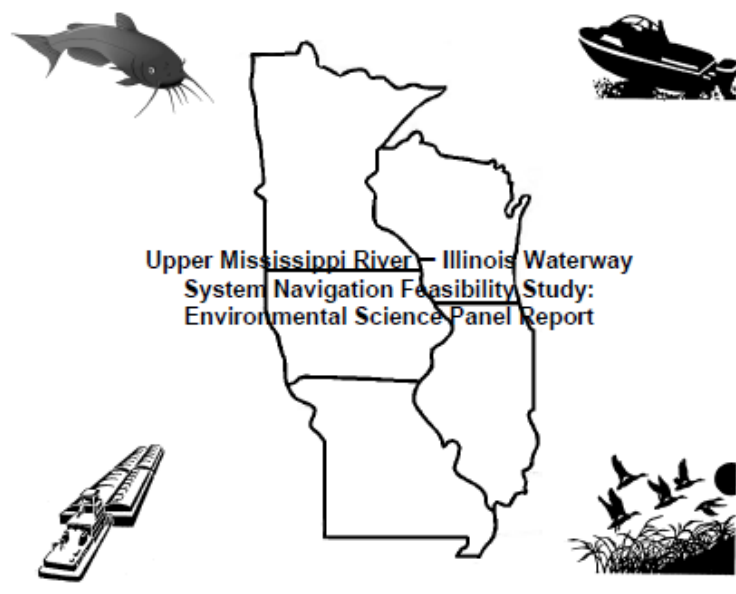 Upper Mississippi River – Illinois Waterway
System Navigation Feasibility Study:
Environmental Science Panel Report